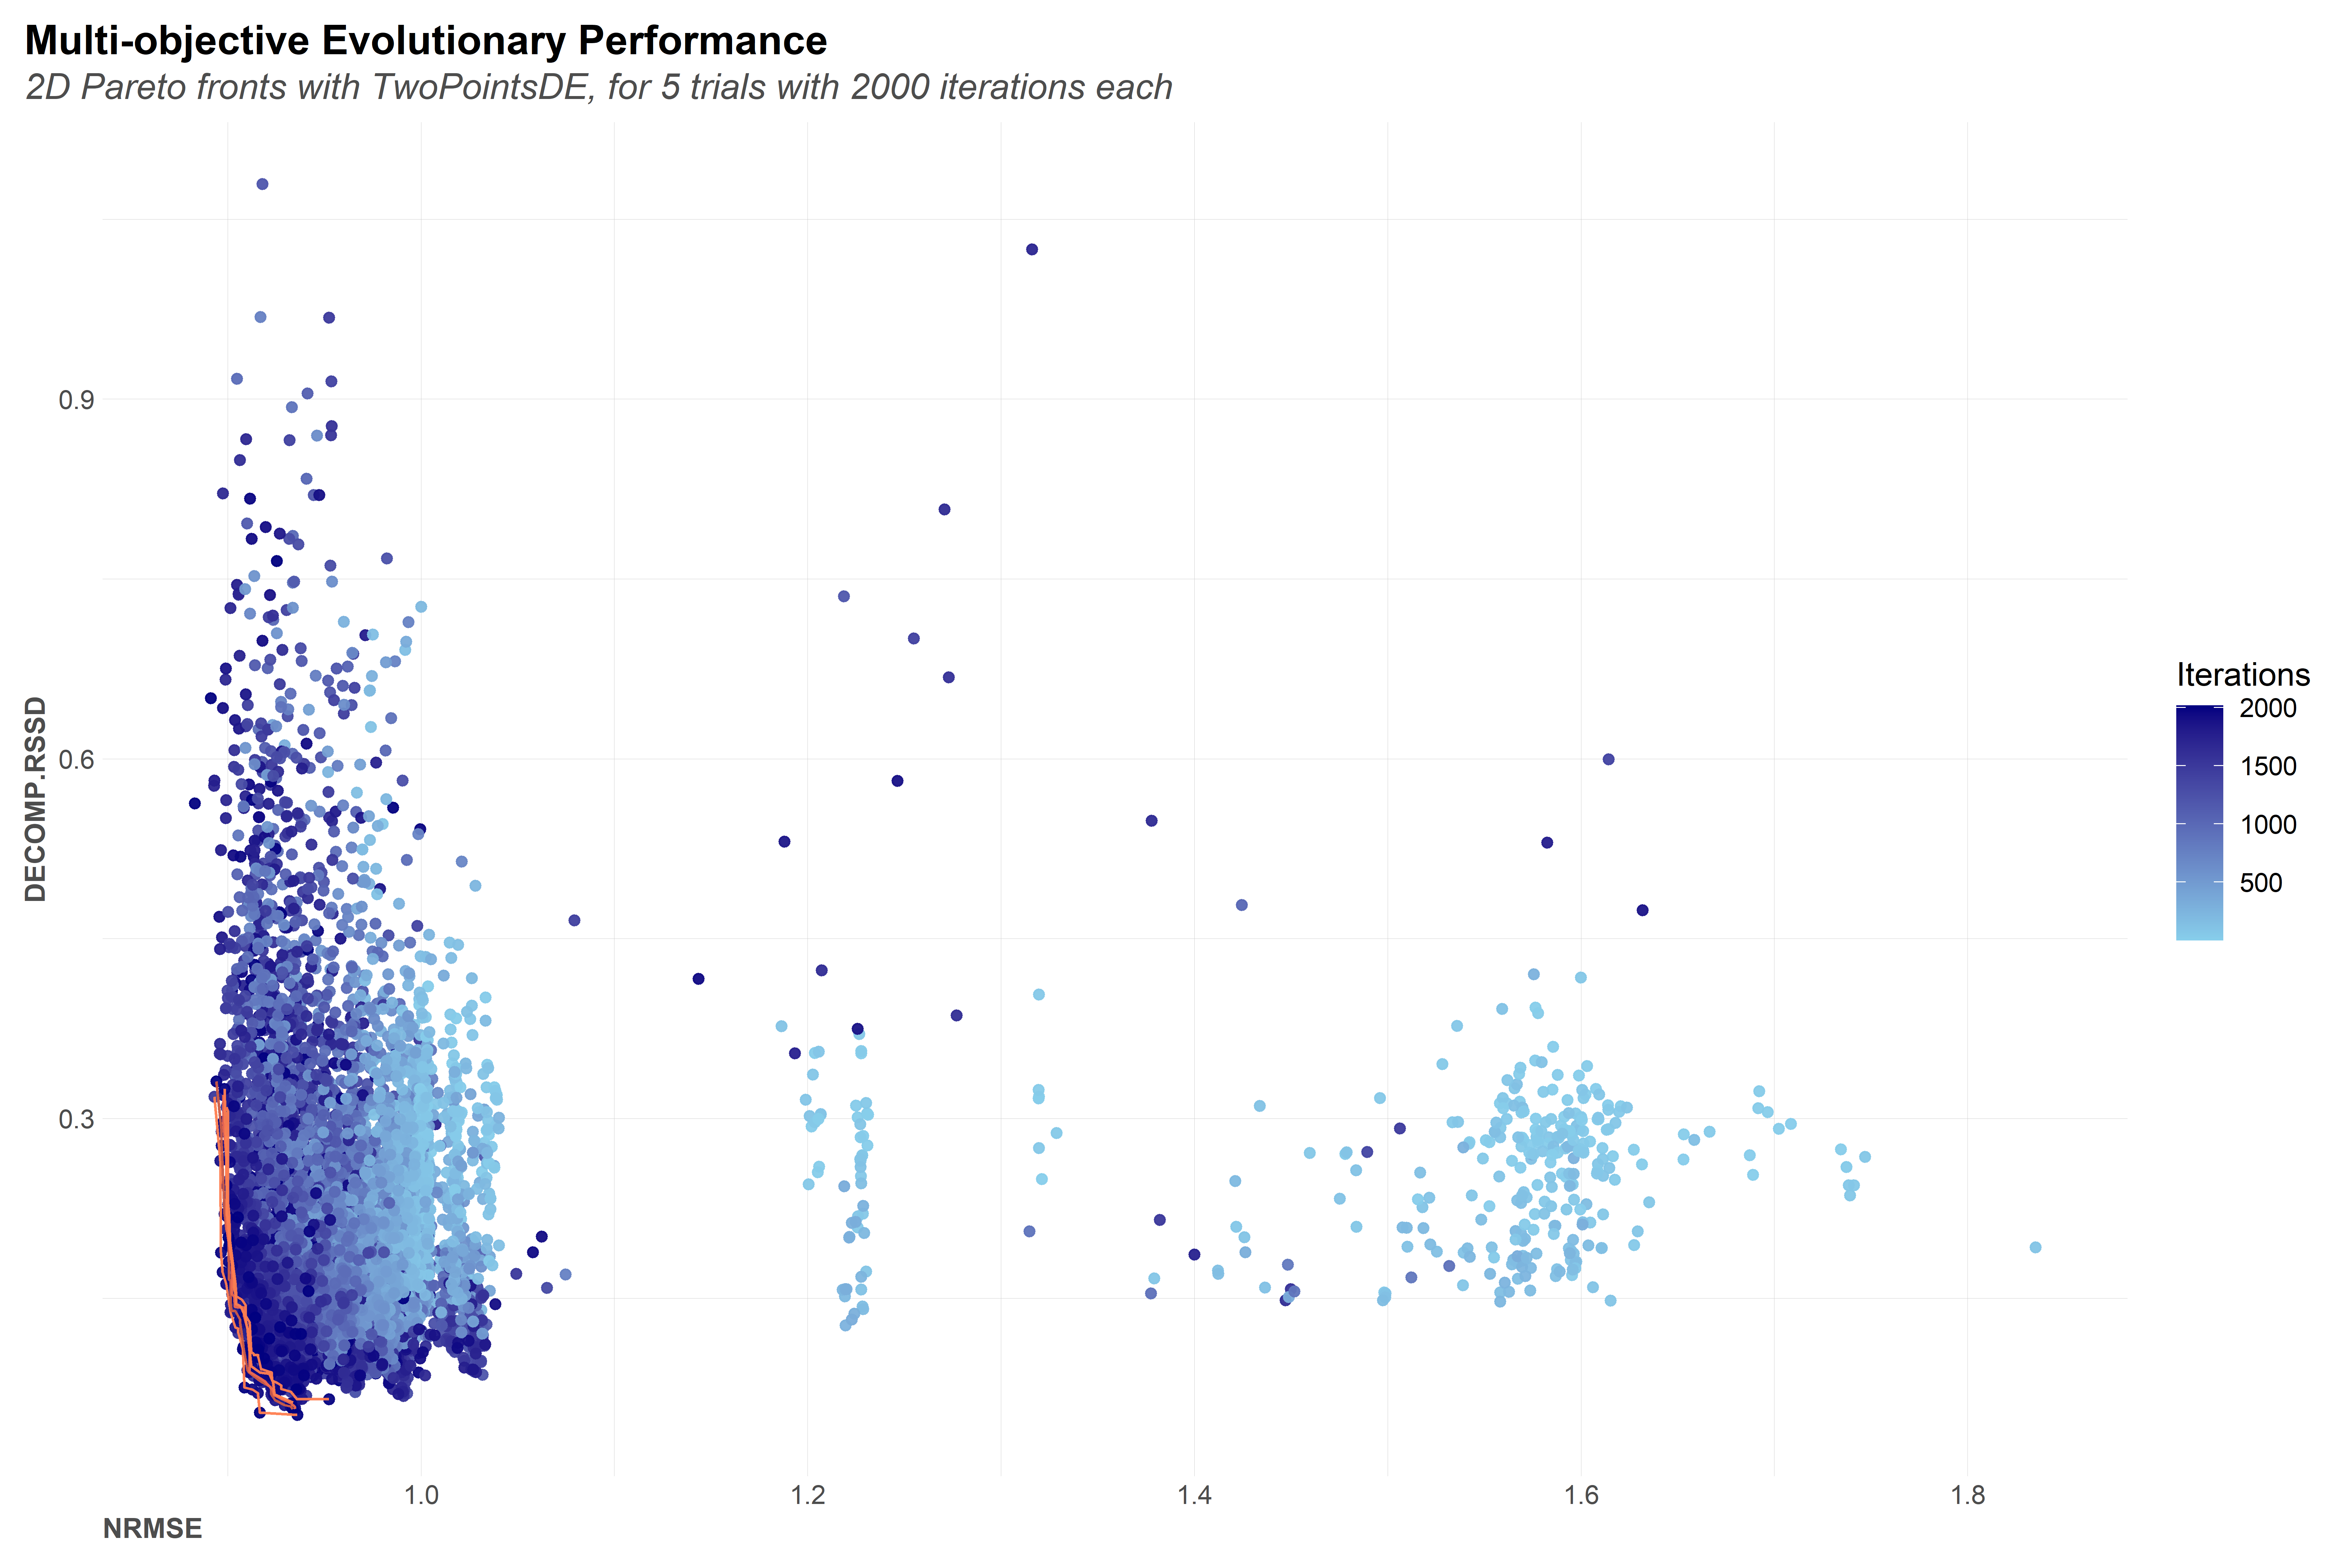 Multi-objective Evolutionary Performance
2D Pareto fronts with TwoPointsDE, for 5 trials with 2000 iterations each
DECOMP.RSSD
0.9
0.6
0.3
1.0
1.2
1.4
1.6
1.8
NRMSE
Iterations
2000
1500
1000
500